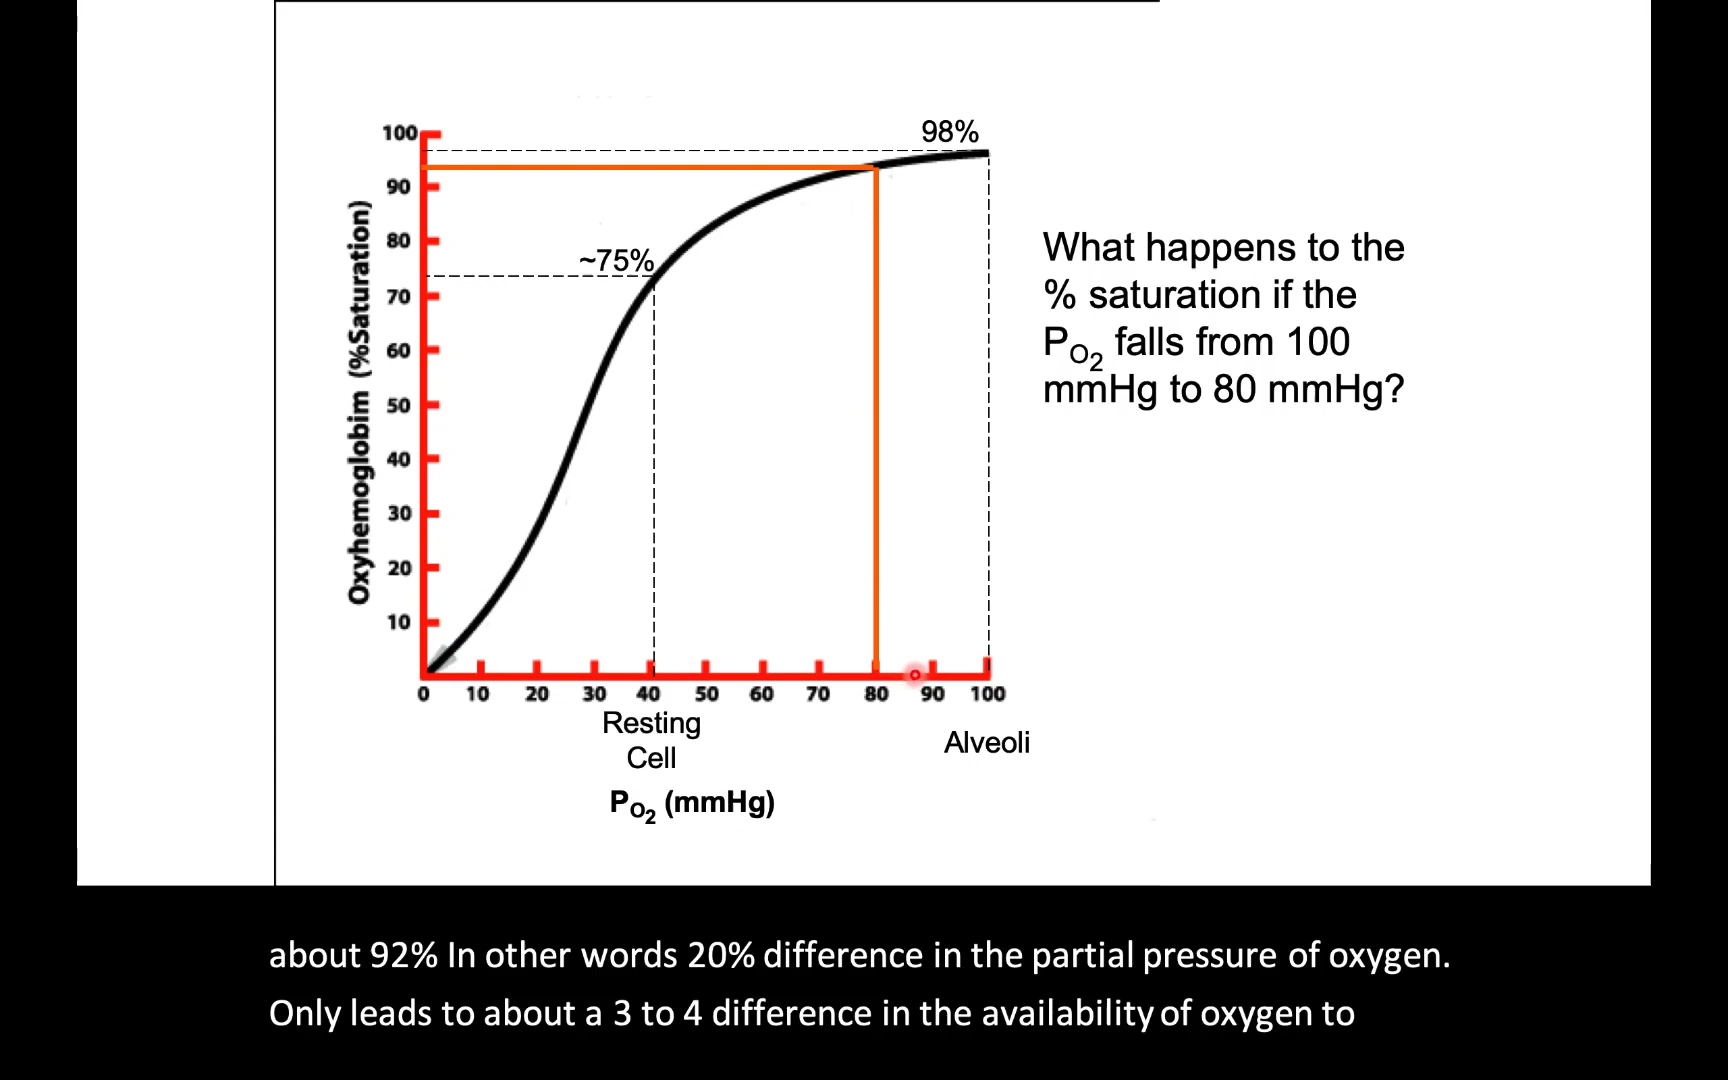 98%
100
90
80
~75%
70
60
50
40
30
20
10
Oxyhemoglobim (%Saturation)
0 10 20 30 40 50 60 70 80 90 100
Resting
Cell
Alveoli
PO2 (mmHg)
What happens to the
% saturation if the
PO2 falls from 100
mmHg to 80 mmHg?
about 92% In other words 20% difference in the partial pressure of oxygen.
Only leads to about a 3 to 4 difference in the availability of oxygen to